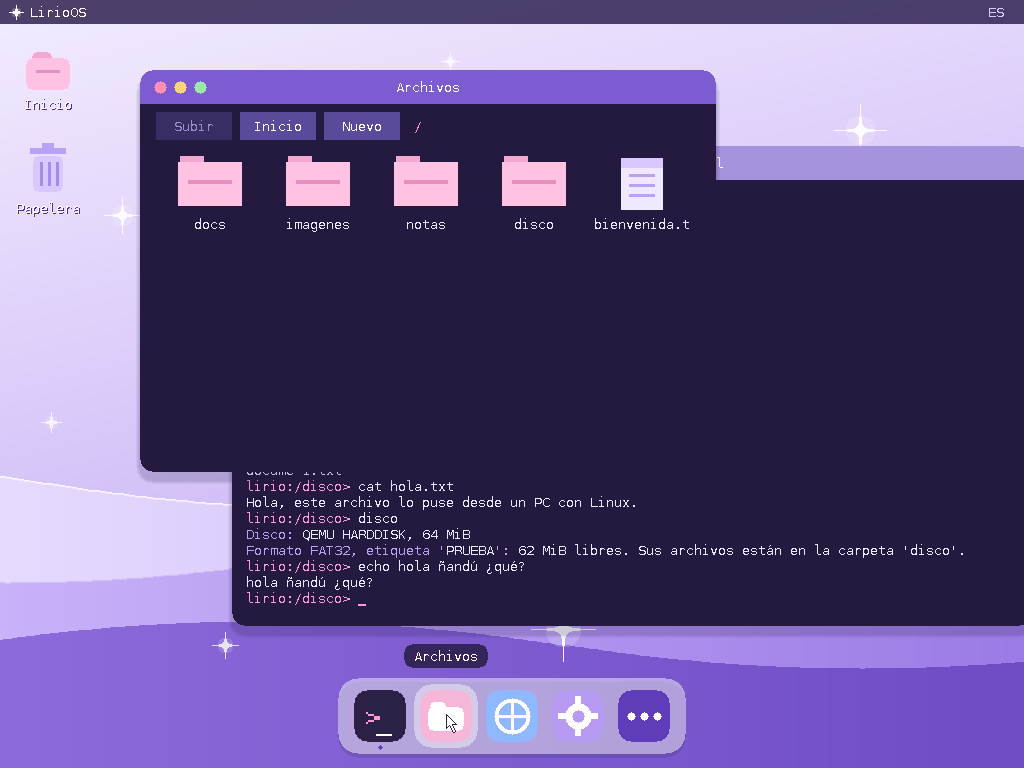 LirioOS
ES
Inicio
Papelera
Archivos
Subir Inicio Nuevo /
docs imagenes notas disco bienvenida.t
lirio:/disco> cat hola.txt
Hola, este archivo lo puse desde un PC con Linux.
lirio:/disco> disco
Disco: QEMU HARDDISK, 64 MiB
Formato FAT32, etiqueta 'PRUEBA': 62 MiB libres. Sus archivos están en la carpeta 'disco'.
lirio:/disco> echo hola ñandú ¿qué?
hola ñandú ¿qué?
lirio:/disco> _
Archivos
>_